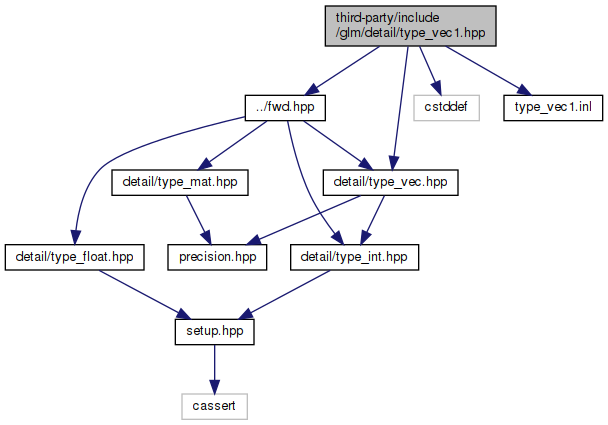 third-party/include
/glm/detail/type_vec1.hpp
../fwd.hpp
cstddef
type_vec1.inl
detail/type_mat.hpp
detail/type_vec.hpp
detail/type_float.hpp
precision.hpp
detail/type_int.hpp
setup.hpp
cassert